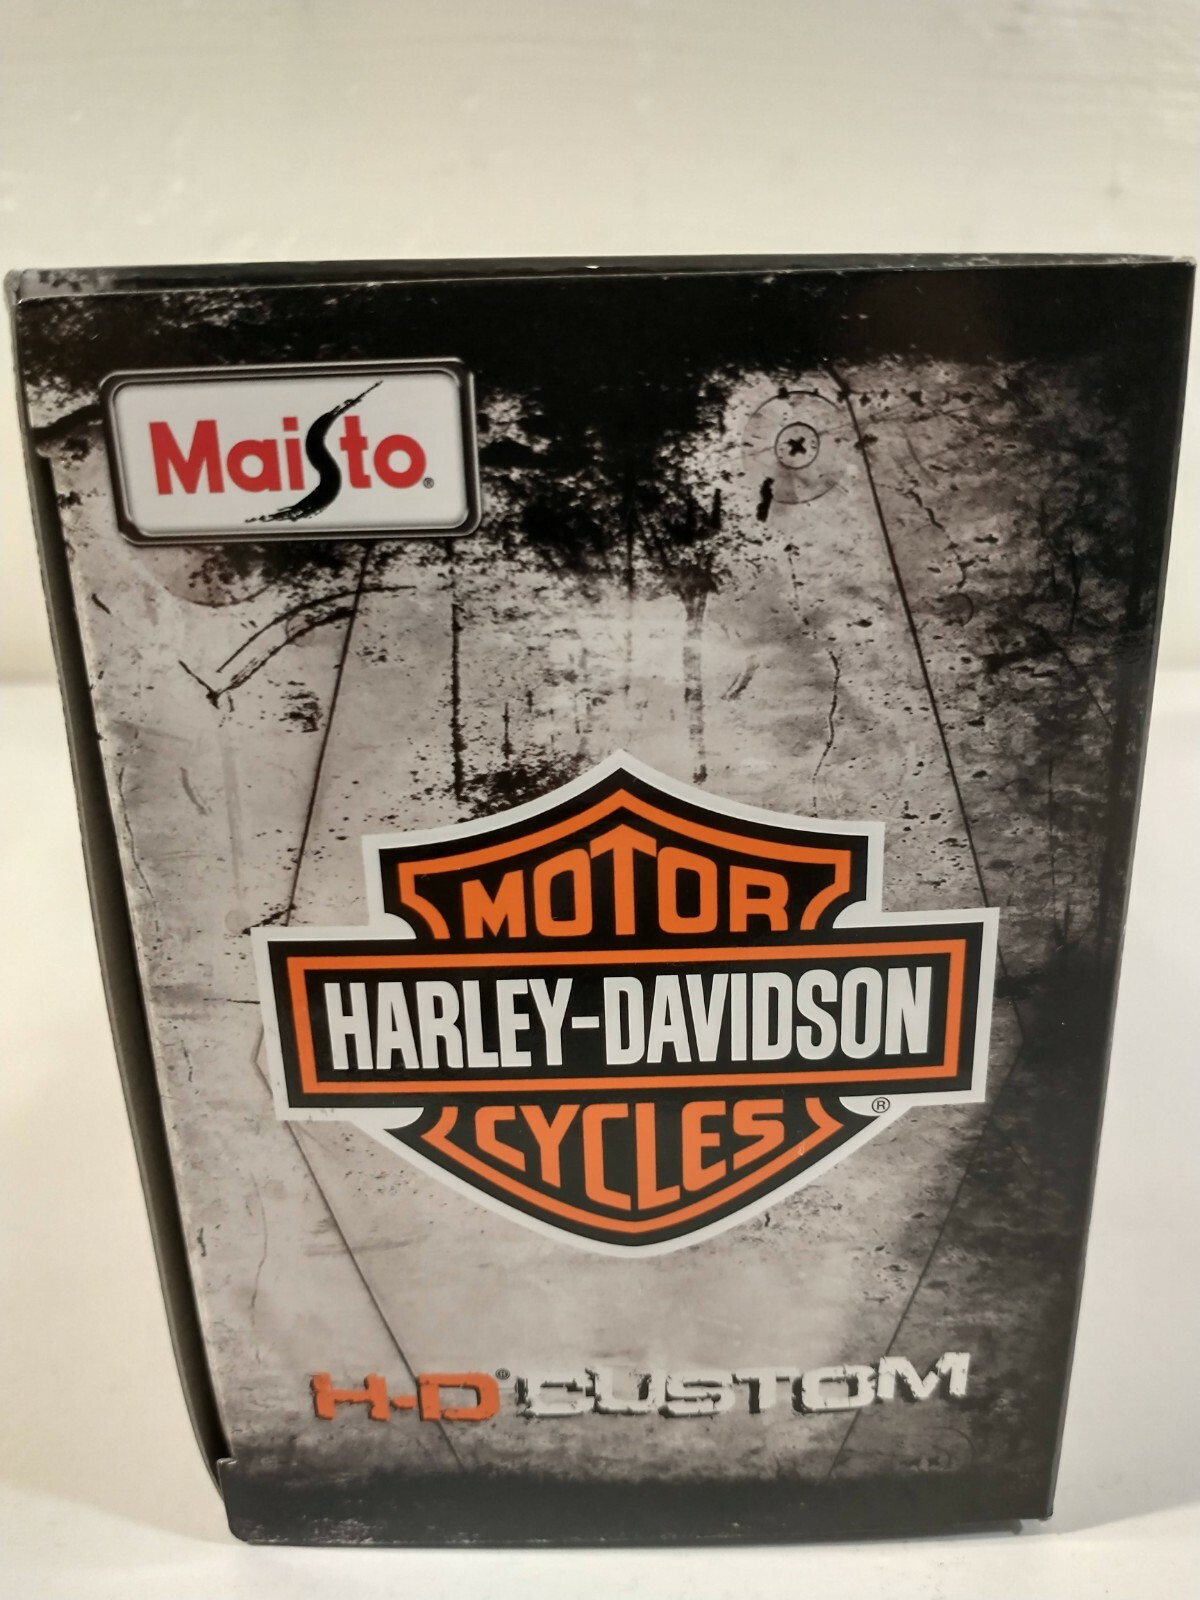 Maisto®
MOTOR
HARLEY-DAVIDSON
CYCLES
®
H-D® CUSTOM